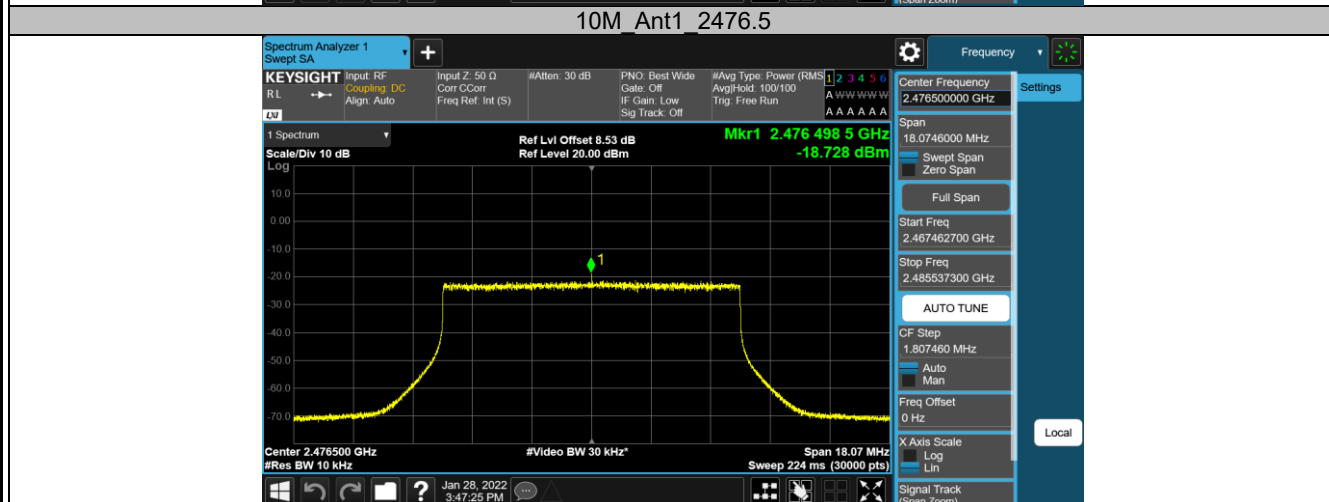 (Span Zoom)
10M_Ant1_2476.5
Spectrum Analyzer 1
Swept SA
+
Frequency
KEYSIGHT
RL
LXI
Input: RF
Coupling: DC
Align: Auto
Input Z: 50 Ω
Corr CCorr
Freq Ref: Int (S)
#Atten: 30 dB
PNO: Best Wide
Gate: Off
IF Gain: Low
Sig Track: Off
#Avg Type: Power (RMS
Avg|Hold: 100/100
Trig: Free Run
1 2 3 4 5 6
A W W W W W
A A A A A A
1 Spectrum
Scale/Div 10 dB
Log
Ref Lvl Offset 8.53 dB
Ref Level 20.00 dBm
Mkr1 2.476 498 5 GHz
-18.728 dBm
10.0
0.00
-10.0
-20.0
-30.0
-40.0
-50.0
-60.0
-70.0
1
Center 2.476500 GHz
#Res BW 10 kHz
#Video BW 30 kHz*
Span 18.07 MHz
Sweep 224 ms (30000 pts)
Center Frequency
2.476500000 GHz
Settings
Span
18.0746000 MHz
Swept Span
Zero Span
Full Span
Start Freq
2.467462700 GHz
Stop Freq
2.485537300 GHz
AUTO TUNE
CF Step
1.807460 MHz
Auto
Man
Freq Offset
0 Hz
X Axis Scale
Log
Lin
Local
Signal Track
(Span Zoom)
?
Jan 28, 2022
3:47:25 PM